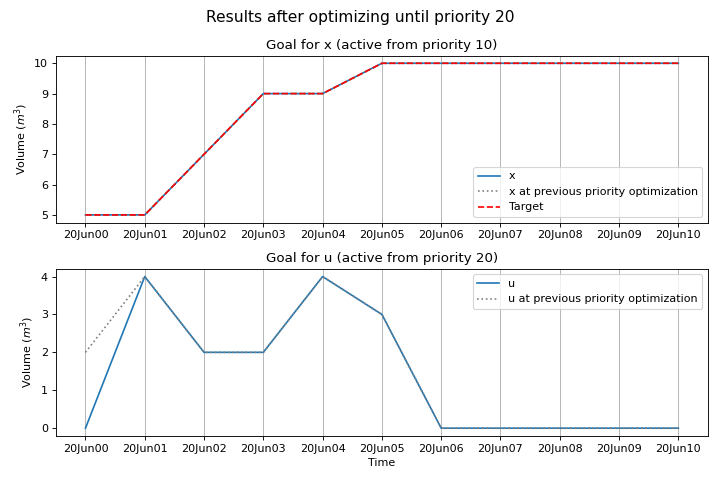 Results after optimizing until priority 20
Goal for x (active from priority 10)
Volume (m³)
10
9
8
7
6
5
x
x at previous priority optimization
Target
20Jun00 20Jun01 20Jun02 20Jun03 20Jun04 20Jun05 20Jun06 20Jun07 20Jun08 20Jun09 20Jun10
Goal for u (active from priority 20)
Volume (m³)
4
3
2
1
0
u
u at previous priority optimization
20Jun00 20Jun01 20Jun02 20Jun03 20Jun04 20Jun05 20Jun06 20Jun07 20Jun08 20Jun09 20Jun10
Time